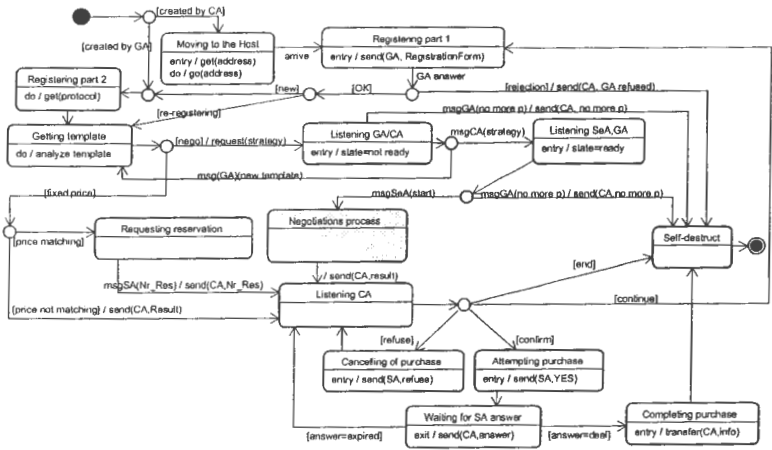 [created by CA]
[created by GA]
Moving to the Host
entry / get(address)
do / go(address)
arrive
Registering part 1
entry / send(GA, RegistrationForm)
GA answer
Registering part 2
do / get(protocol)
[new]
[OK]
[rejection] / send(CA, GA refused)
[re-registering]
msgGA(no more p) / send(CA, no more p)
Getting template
do / analyze template
[nego] / request(strategy)
Listening GA/CA
entry / state=not ready
msgCA(strategy)
Listening SeA,GA
entry / state=ready
msg(GA)(new template)
[fixed price]
msgSeA(start)
msgGA(no more p) / send(CA,no more p)
Negotiations process
Requesting reservation
[price matching]
Self-destruct
/ send(CA,result)
[end]
msgSA(Nr_Res) / send(CA,Nr_Res)
Listening CA
[continue]
[price not matching] / send(CA,Result)
[refuse]
[confirm]
Cancelling of purchase
entry / send(SA,refuse)
Attempting purchase
entry / send(SA,YES)
Waiting for SA answer
exit / send(CA,answer)
Completing purchase
entry / transfer(CA,info)
[answer=expired]
[answer=deal]